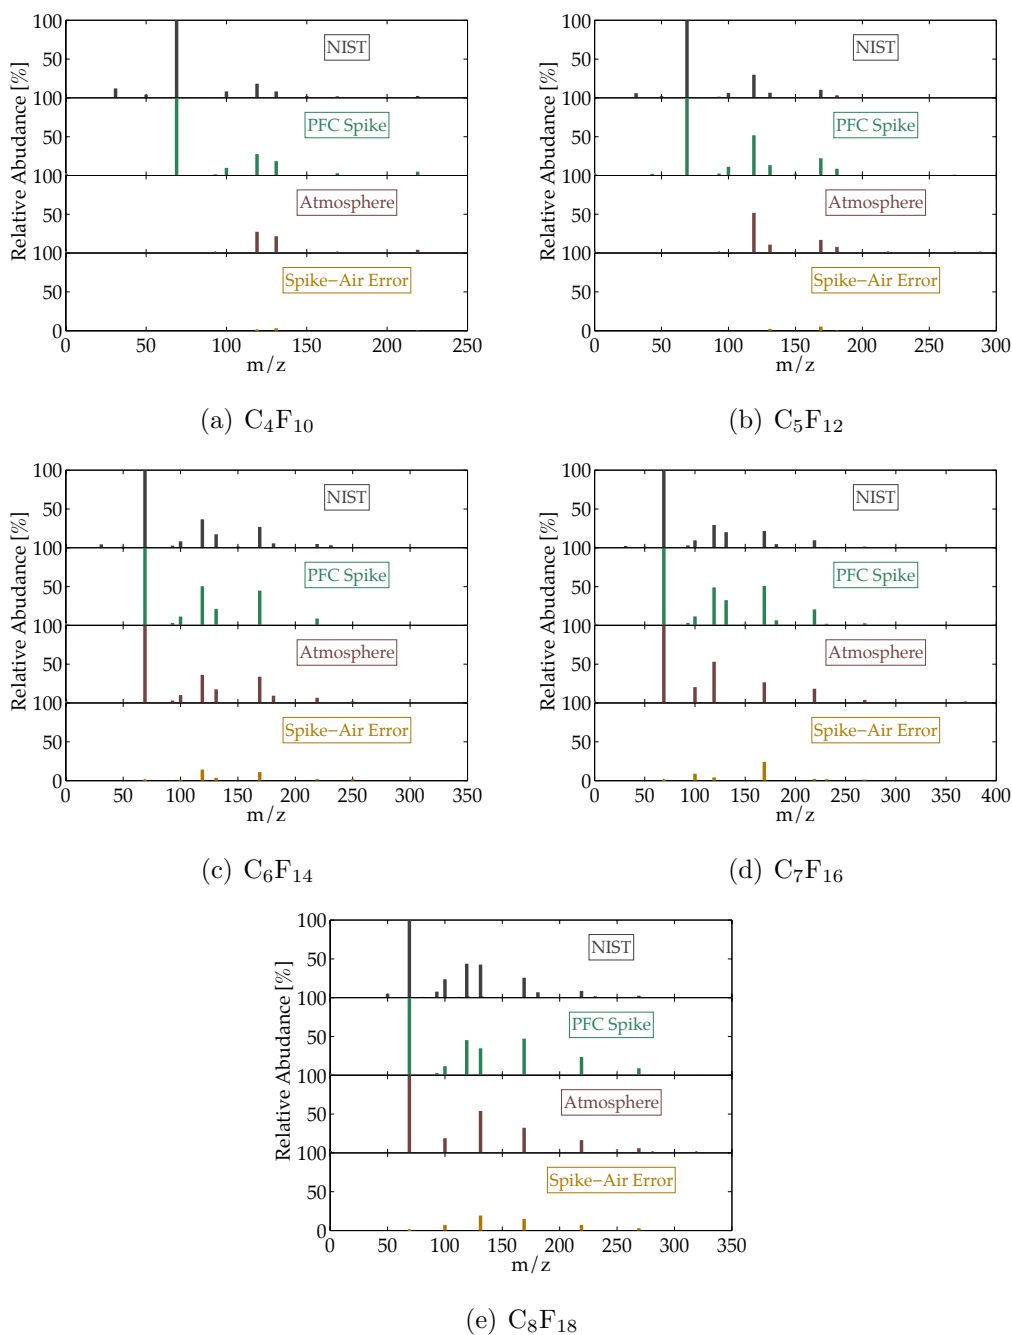 100
50
100
50
100
50
100
50
0
0 50 100 150 200 250
m/z
Relative Abudance [%]
NIST
PFC Spike
Atmosphere
Spike−Air Error
(a) C₄F₁₀
100
50
100
50
100
50
100
50
0
0 50 100 150 200 250 300
m/z
Relative Abudance [%]
NIST
PFC Spike
Atmosphere
Spike−Air Error
(b) C₅F₁₂
100
50
100
50
100
50
100
50
0
0 50 100 150 200 250 300 350
m/z
Relative Abudance [%]
NIST
PFC Spike
Atmosphere
Spike−Air Error
(c) C₆F₁₄
100
50
100
50
100
50
100
50
0
0 50 100 150 200 250 300 350 400
m/z
Relative Abudance [%]
NIST
PFC Spike
Atmosphere
Spike−Air Error
(d) C₇F₁₆
100
50
100
50
100
50
100
50
0
0 50 100 150 200 250 300 350
m/z
Relative Abudance [%]
NIST
PFC Spike
Atmosphere
Spike−Air Error
(e) C₈F₁₈